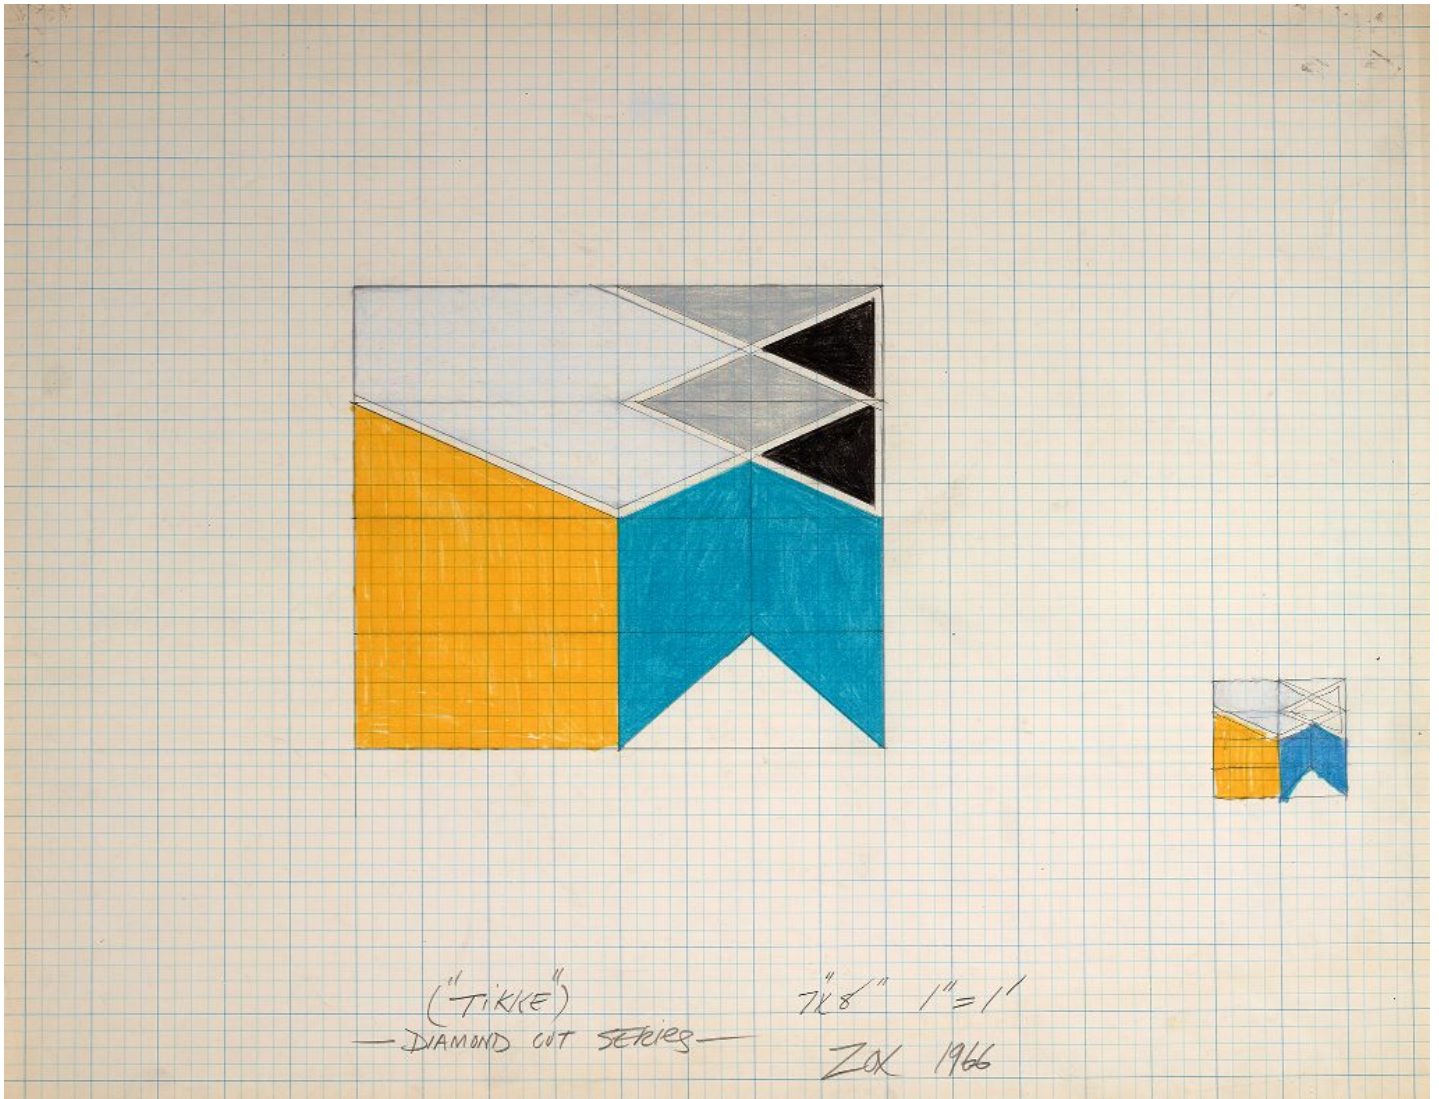 ("TIKKE")
— DIAMOND CUT SERIES —
7"X8" 1"=1'
ZOX 1966